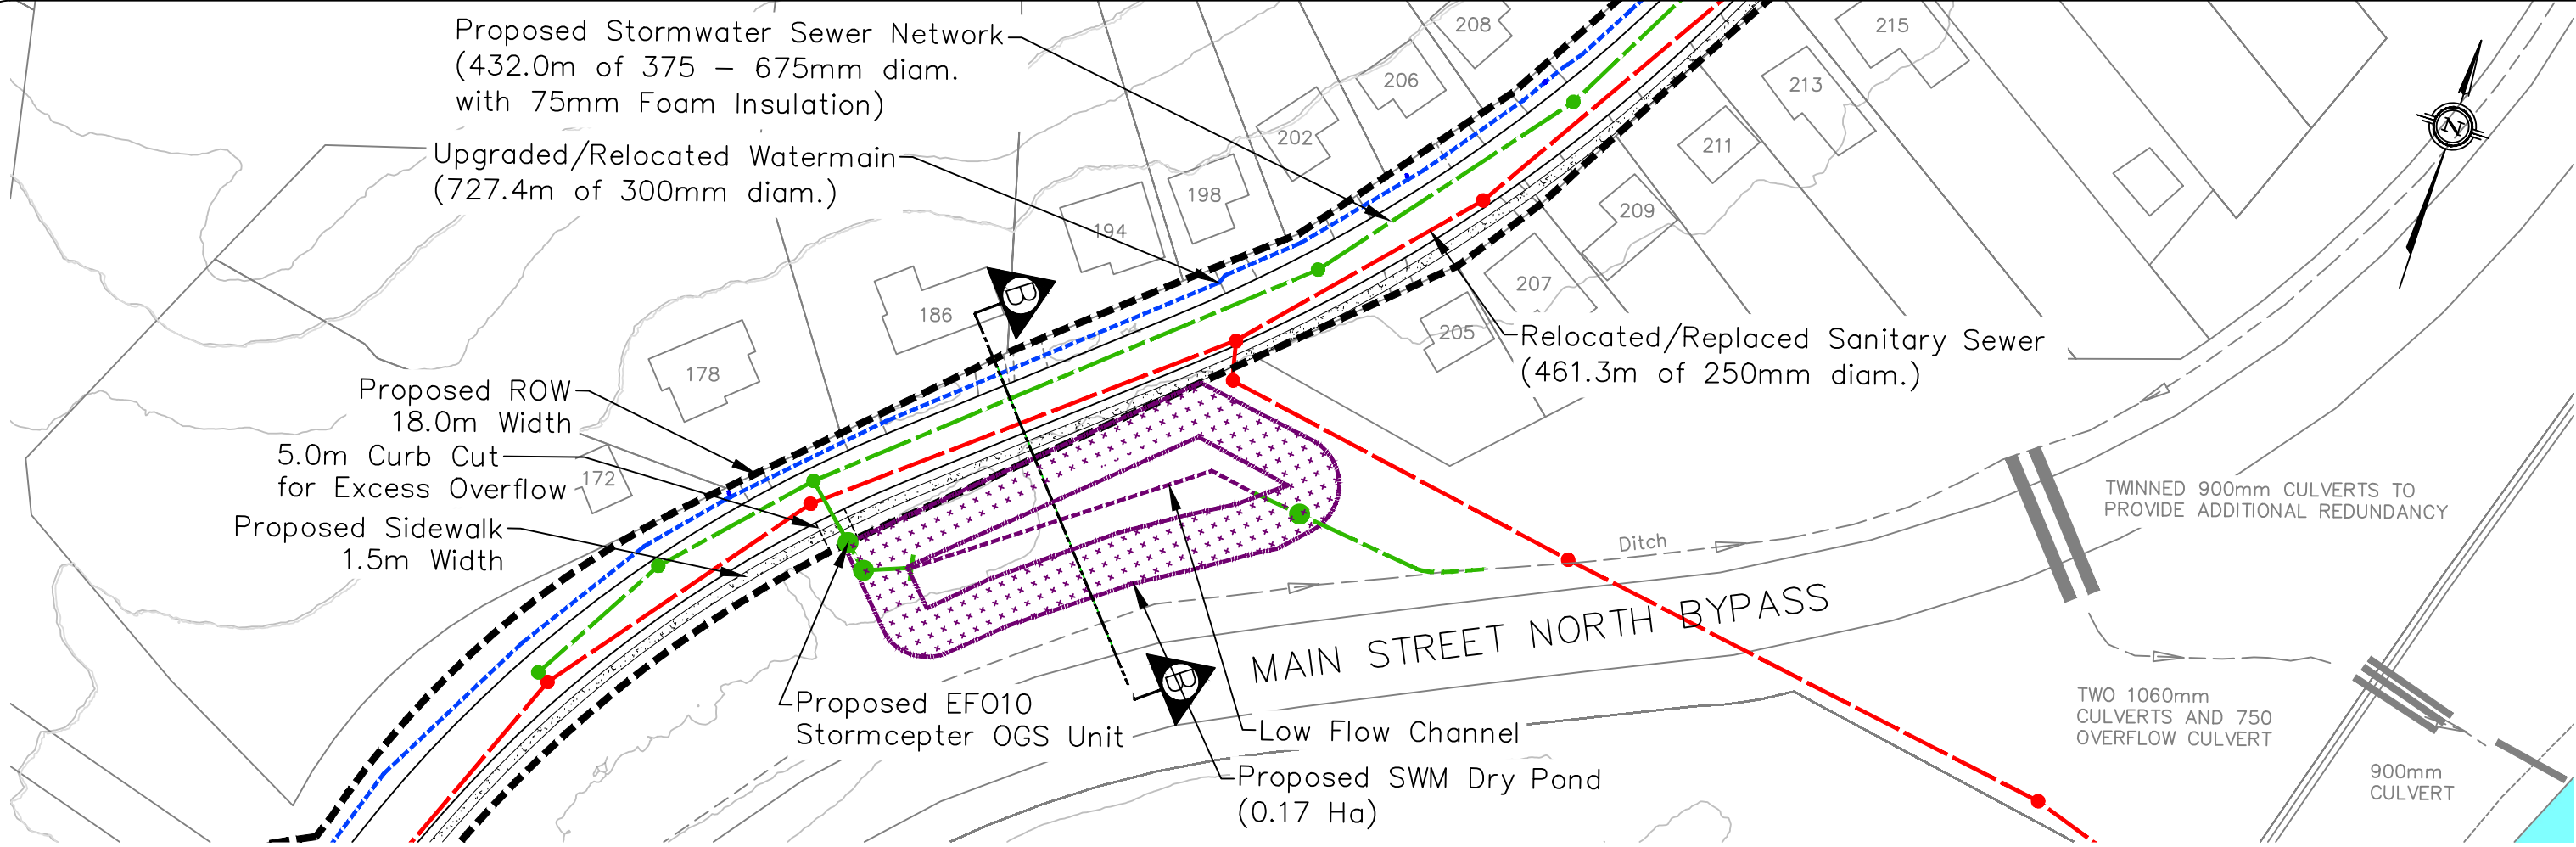 Proposed Stormwater Sewer Network
(432.0m of 375 – 675mm diam.
with 75mm Foam Insulation)
Upgraded/Relocated Watermain
(727.4m of 300mm diam.)
208
206
202
198
194
186
178
172
215
213
211
209
207
205
N
B
Relocated/Replaced Sanitary Sewer
(461.3m of 250mm diam.)
Proposed ROW
18.0m Width
5.0m Curb Cut
for Excess Overflow
Proposed Sidewalk
1.5m Width
TWINNED 900mm CULVERTS TO
PROVIDE ADDITIONAL REDUNDANCY
Ditch
MAIN STREET NORTH BYPASS
B
Proposed EFO10
Stormcepter OGS Unit
Low Flow Channel
Proposed SWM Dry Pond
(0.17 Ha)
TWO 1060mm
CULVERTS AND 750
OVERFLOW CULVERT
900mm
CULVERT